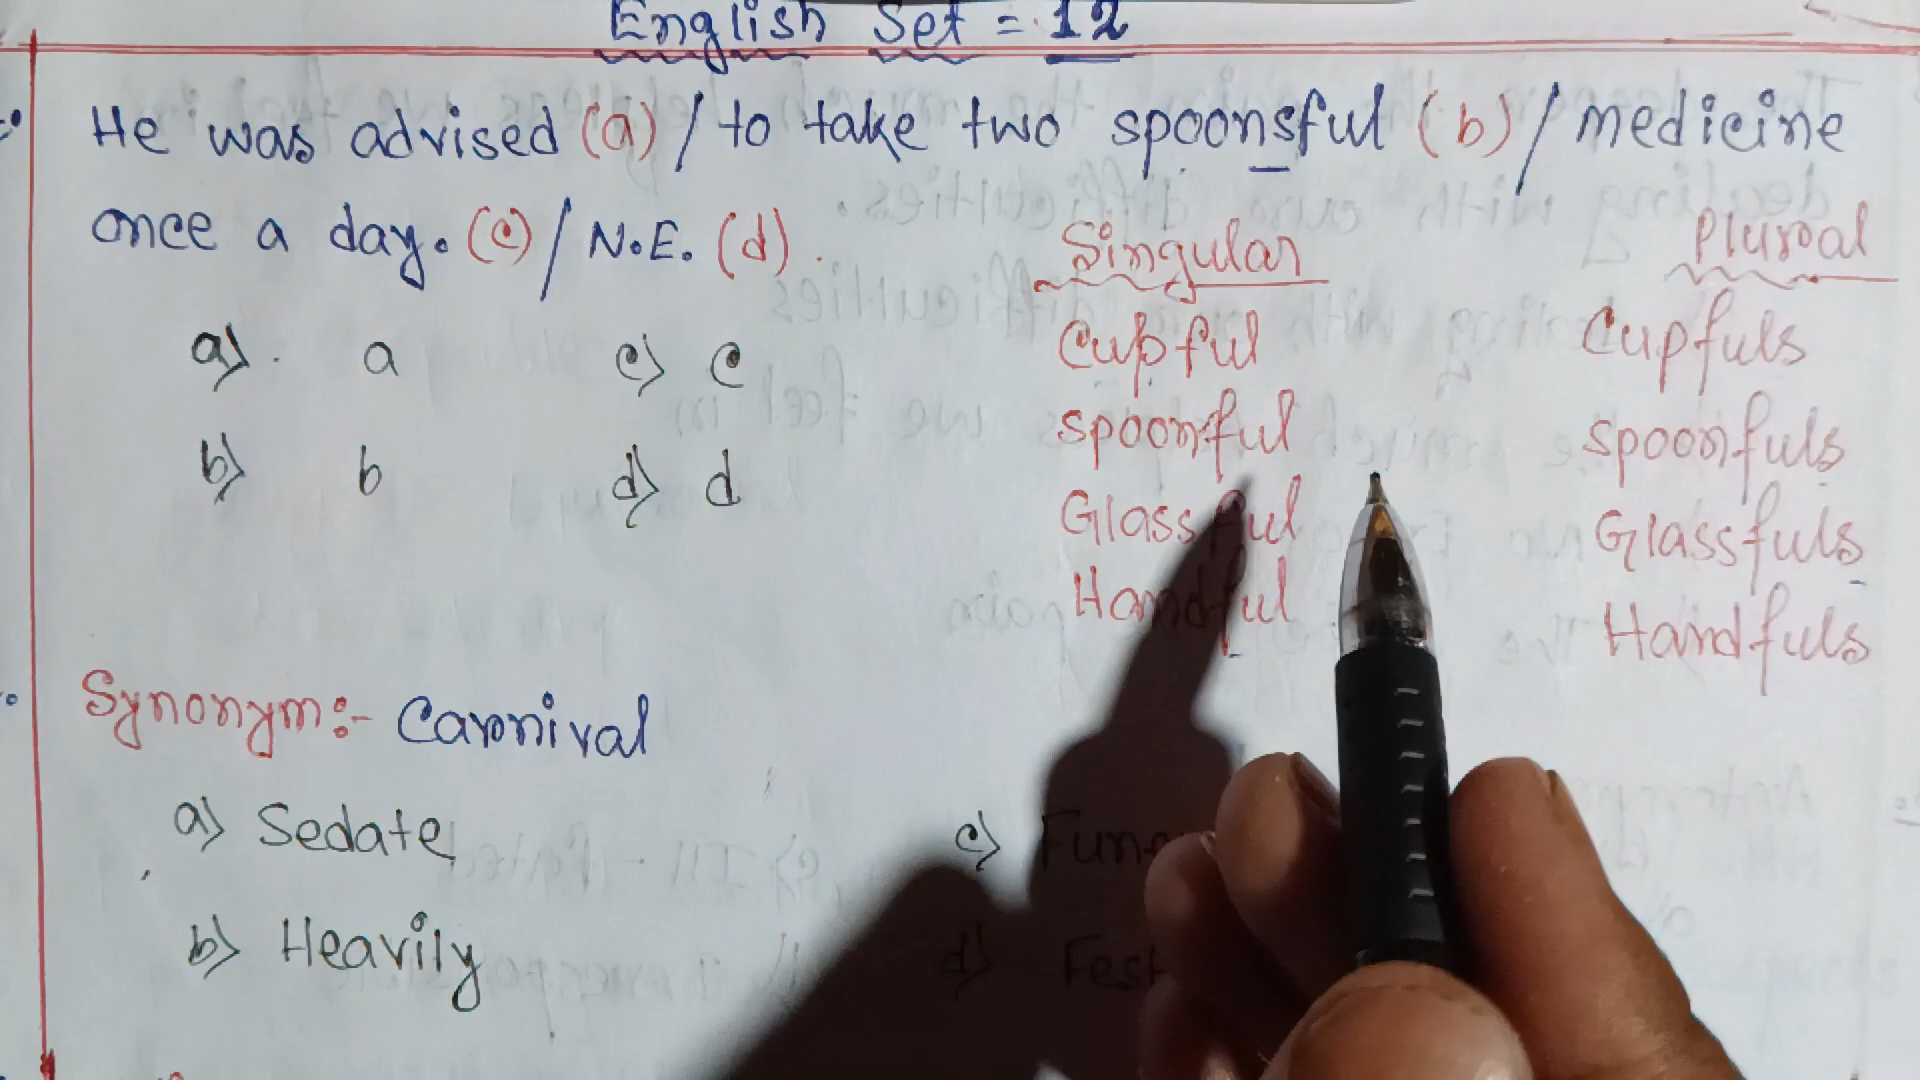 English Set = 12
He was advised (a) / to take two spoonsful (b) / medicine
once a day. (c) / N.E. (d).
a) a c) c
b) b d) d
Singular Plural
Cupful Cupfuls
Spoonful Spoonfuls
Glassful Glassfuls
Handful Handfuls
Synonym:- Carnival
a) Sedate c)
b) Heavily d)